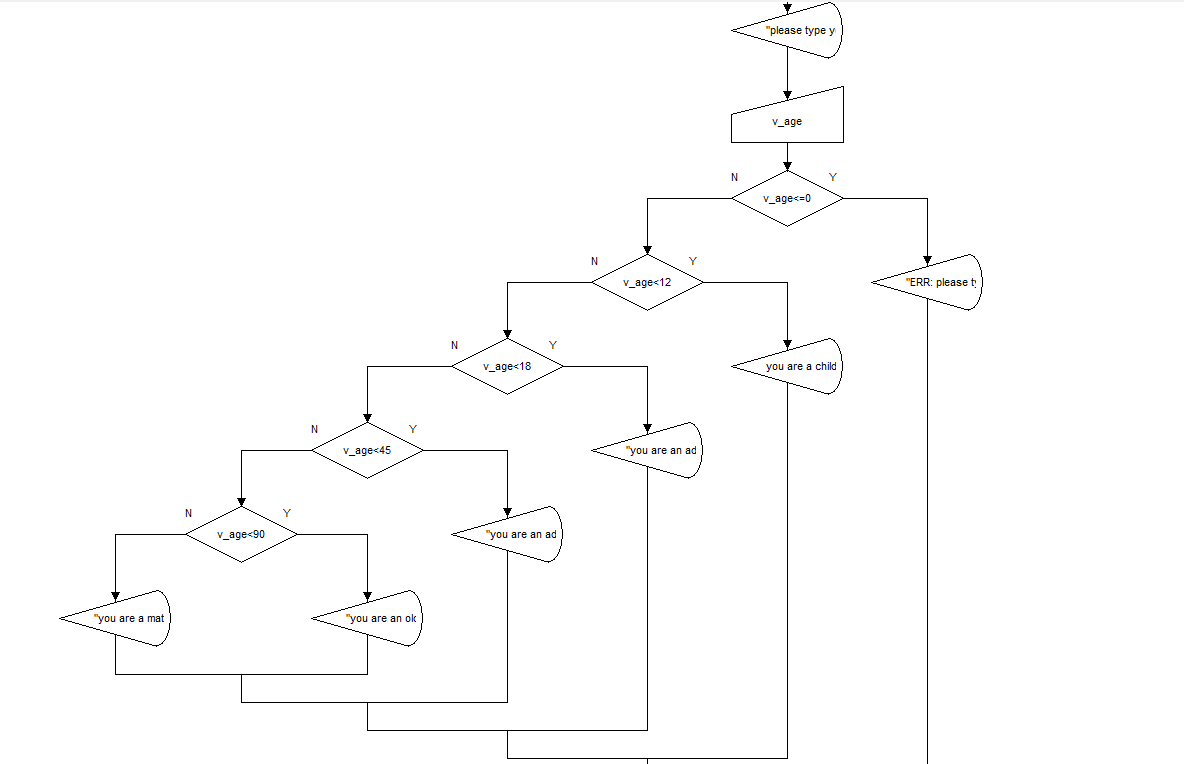 "please type y
v_age
N
Y
v_age<=0
N
Y
v_age<12
"ERR: please ty
N
Y
v_age<18
you are a child
N
Y
v_age<45
"you are an ad
N
Y
v_age<90
"you are an ad
"you are a mat
"you are an ok